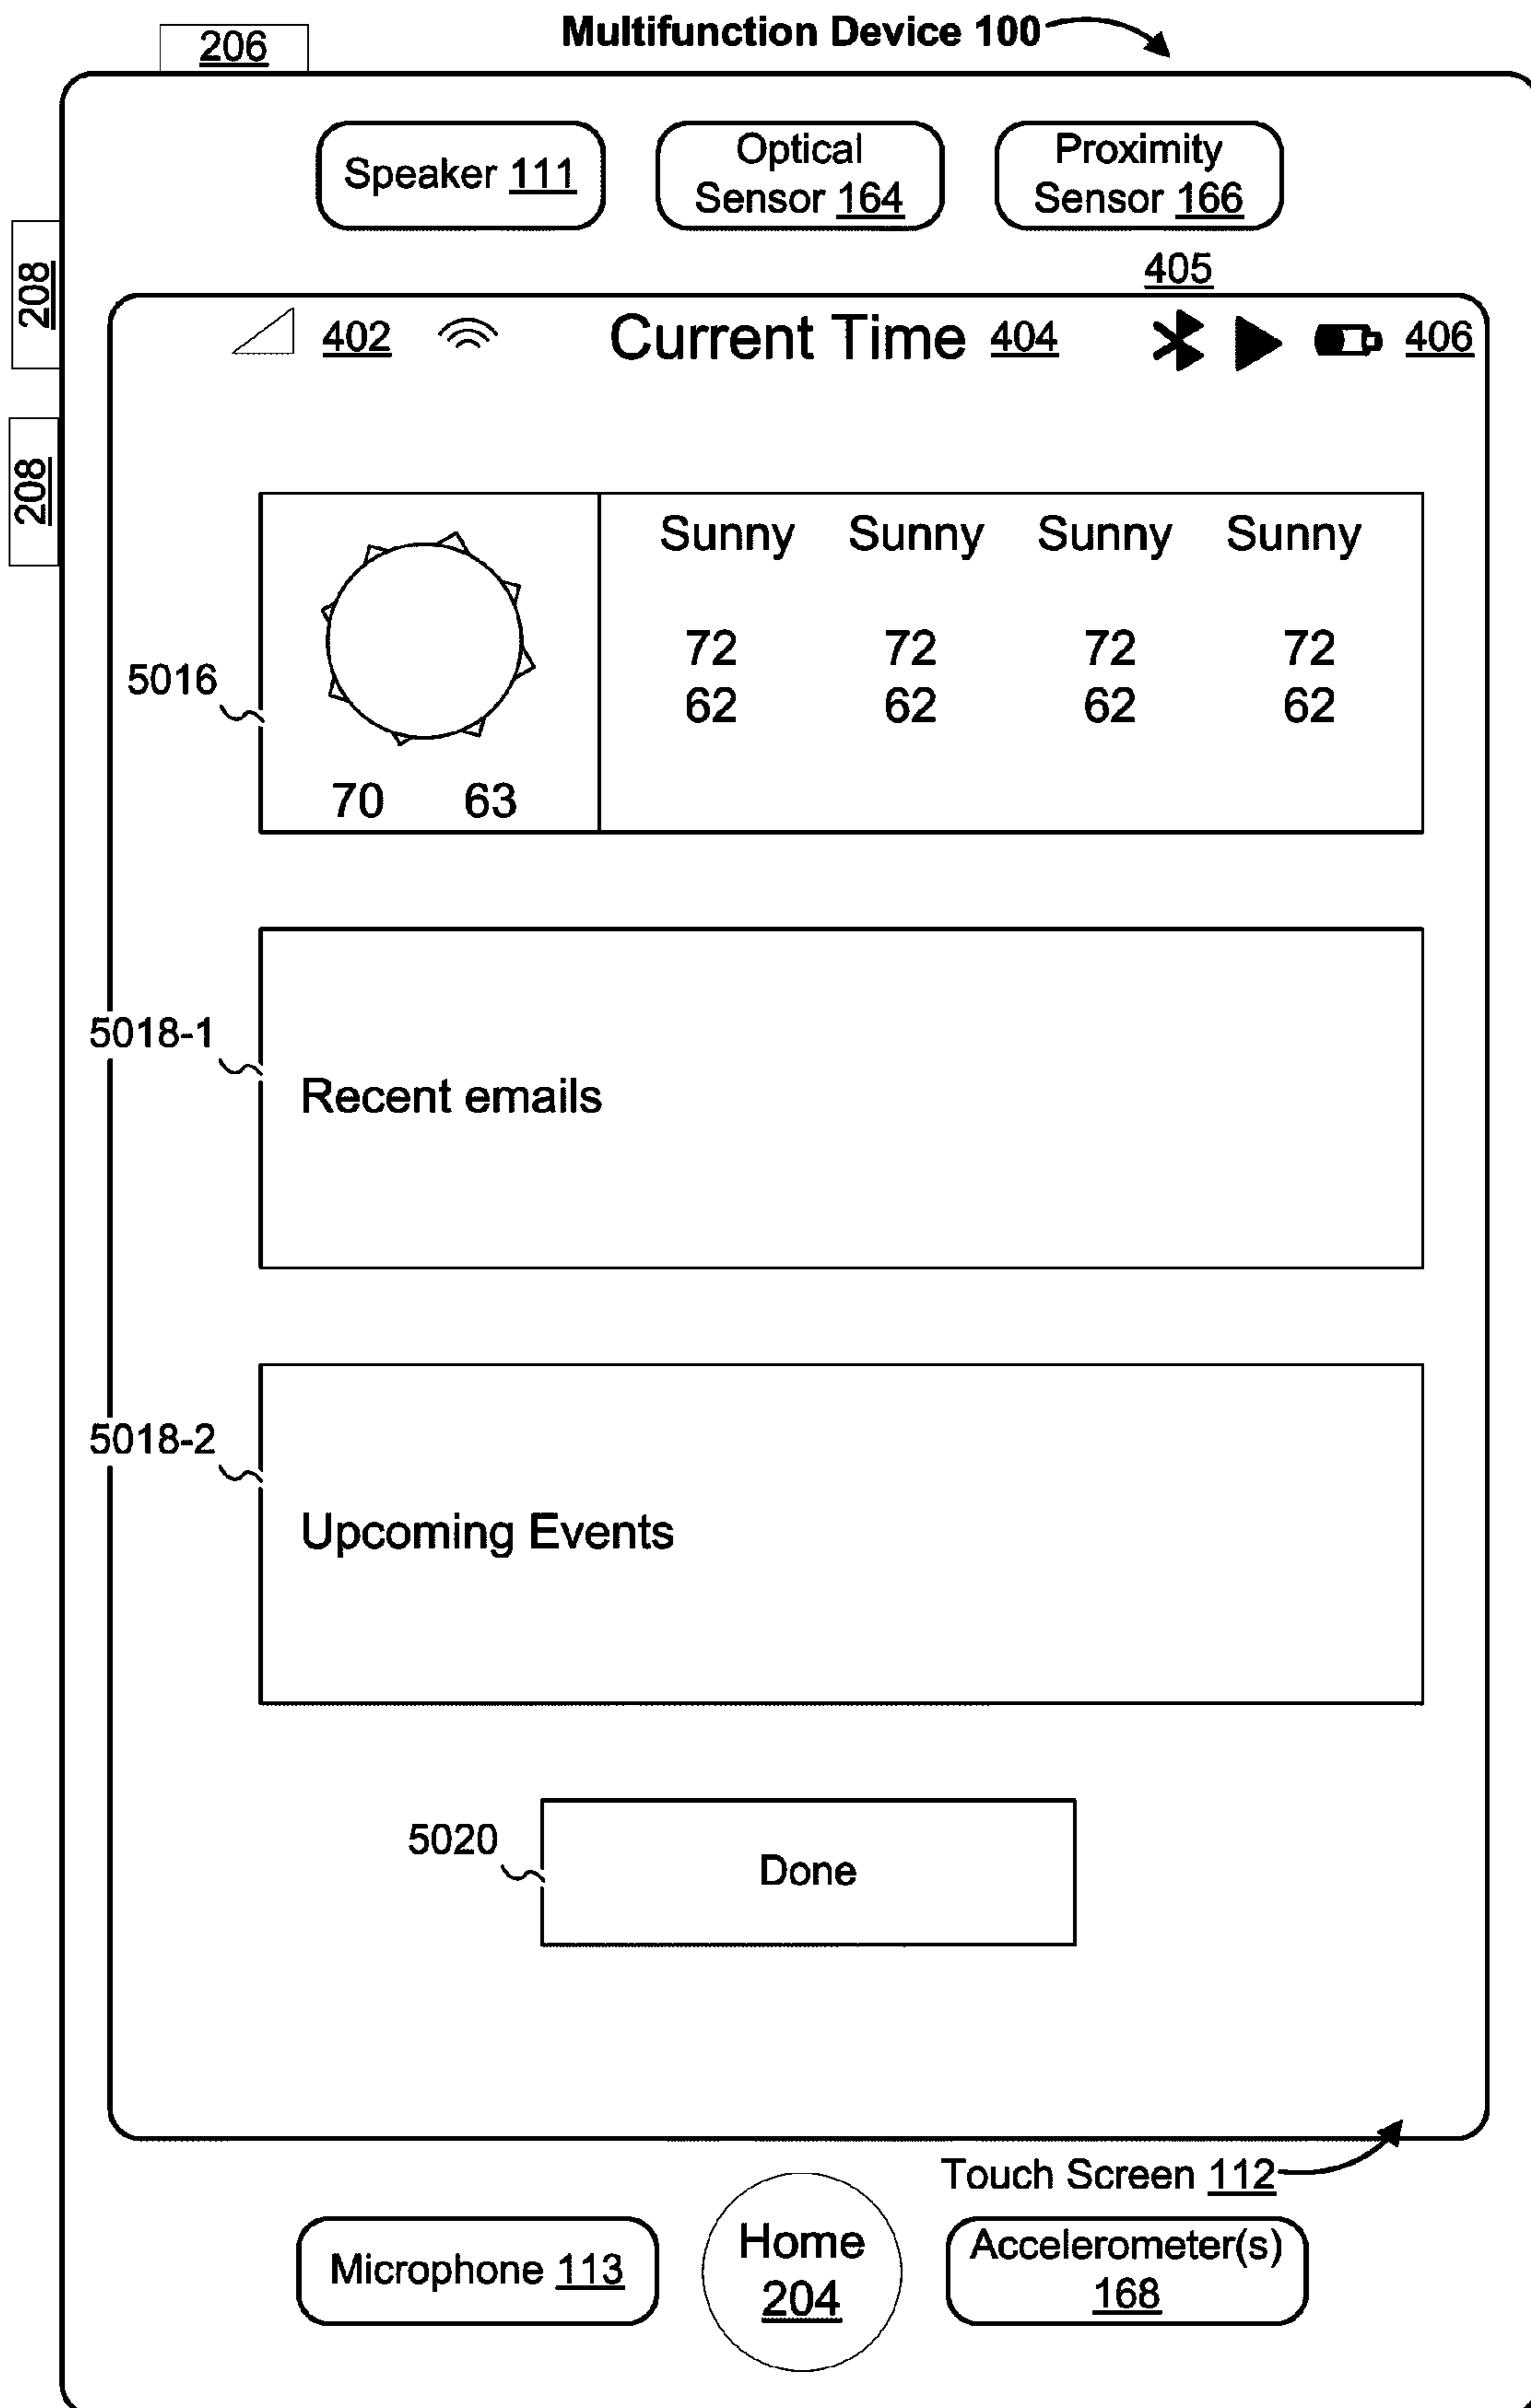 Multifunction Device 100
206
Speaker 111
Optical
Sensor 164
Proximity
Sensor 166
208
208
405
402
Current Time 404
406
5016
70 63
Sunny Sunny Sunny Sunny
72 72 72 72
62 62 62 62
5018-1
Recent emails
5018-2
Upcoming Events
5020
Done
Touch Screen 112
Microphone 113
Home
204
Accelerometer(s)
168